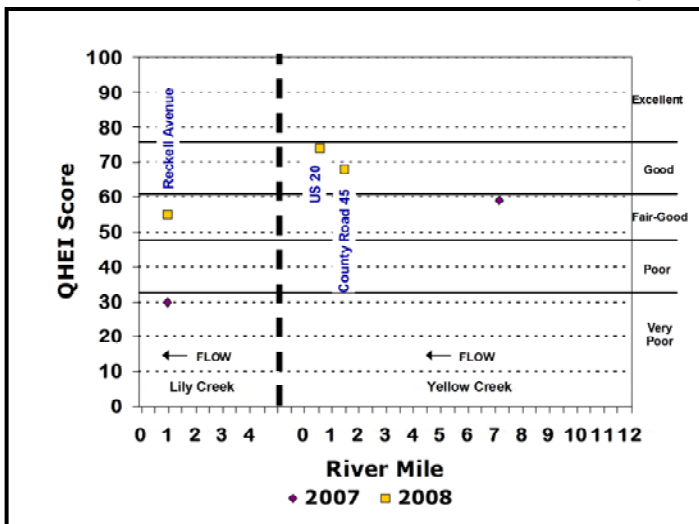 100
90
80
70
60
50
40
30
20
10
0
QHEI Score
Reckell Avenue
US 20
County Road 45
Excellent
Good
Fair-Good
Poor
Very
Poor
FLOW
FLOW
Lily Creek
Yellow Creek
0 1 2 3 4 0 1 2 3 4 5 6 7 8 9 10 11 12
River Mile
2007 2008